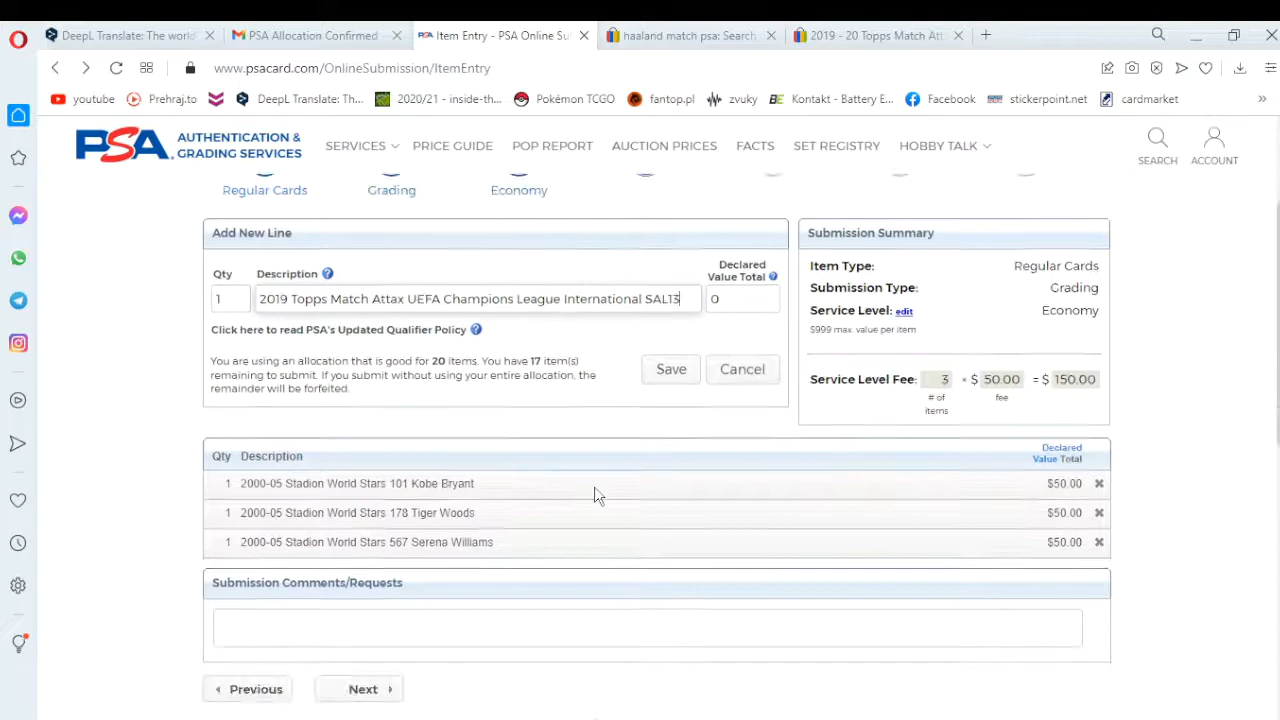 DeepL Translate: The world
PSA Allocation Confirmed
PSA Item Entry - PSA Online Su
haaland match psa: Search
2019 - 20 Topps Match Att
www.psacard.com/OnlineSubmission/ItemEntry
youtube
Prehraj.to
DeepL Translate: Th...
2020/21 - inside-th...
Pokémon TCGO
fantop.pl
zvuky
BE Kontakt - Battery E...
Facebook
stickerpoint.net
cardmarket
PSA AUTHENTICATION &
GRADING SERVICES
SERVICES
PRICE GUIDE
POP REPORT
AUCTION PRICES
FACTS
SET REGISTRY
HOBBY TALK
SEARCH
ACCOUNT
Regular Cards
Grading
Economy
Add New Line
Qty
Description ?
Declared
Value Total ?
1
2019 Topps Match Attax UEFA Champions League International SAL13
0
Click here to read PSA's Updated Qualifier Policy ?
You are using an allocation that is good for 20 items. You have 17 item(s)
remaining to submit. If you submit without using your entire allocation, the
remainder will be forfeited.
Save
Cancel
Submission Summary
Item Type: Regular Cards
Submission Type: Grading
Service Level: edit Economy
$999 max. value per item
Service Level Fee: 3 × $ 50.00 = $ 150.00
# of
items
fee
Qty Description
Declared
Value Total
1 2000-05 Stadion World Stars 101 Kobe Bryant $50.00
1 2000-05 Stadion World Stars 178 Tiger Woods $50.00
1 2000-05 Stadion World Stars 567 Serena Williams $50.00
Submission Comments/Requests
Previous
Next